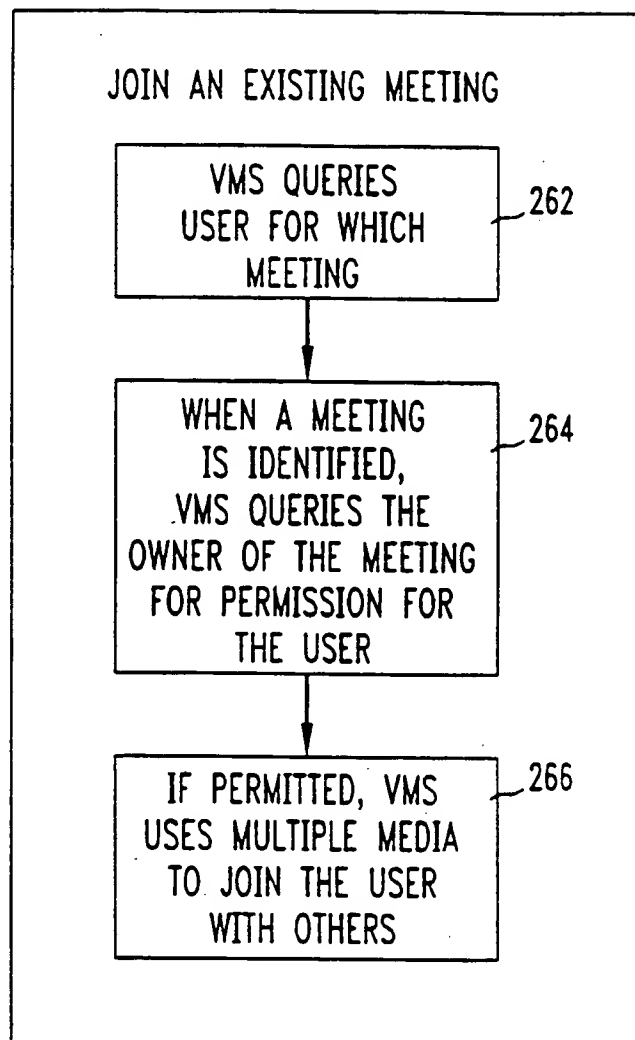 JOIN AN EXISTING MEETING
VMS QUERIES
USER FOR WHICH
MEETING
262
WHEN A MEETING
IS IDENTIFIED,
VMS QUERIES THE
OWNER OF THE MEETING
FOR PERMISSION FOR
THE USER
264
IF PERMITTED, VMS
USES MULTIPLE MEDIA
TO JOIN THE USER
WITH OTHERS
266